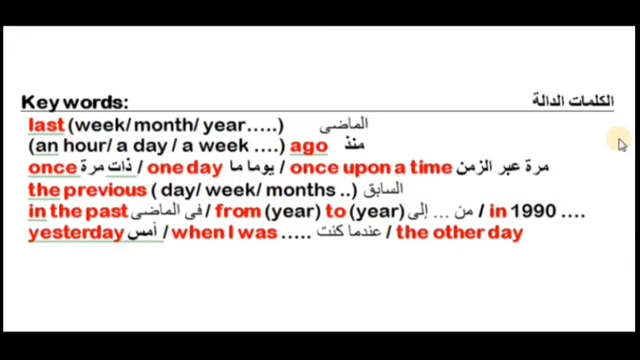 Key words: الكلمات الدالة
last (week/ month/ year .....) الماضى
(an hour/ a day / a week ....) ago منذ
once ذات مرة / one day يوما ما / once upon a time مرة عبر الزمن
the previous ( day/ week/ months ..) السابق
in the past فى الماضى / from (year) to (year) من ... إلى / in 1990 ....
yesterday أمس / when I was ..... عندما كنت / the other day